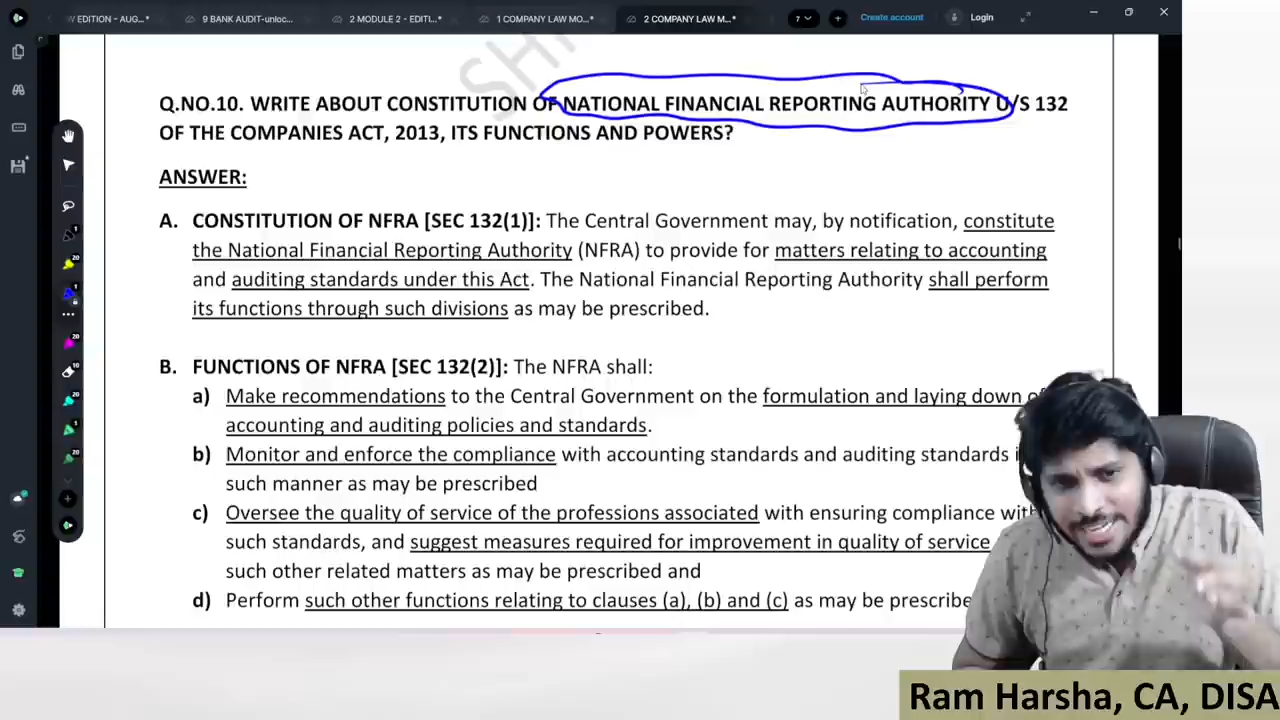 W EDITION - AUG...*
9 BANK AUDIT-unloc...
2 MODULE 2 - EDITI...*
1 COMPANY LAW MO...*
2 COMPANY LAW M...*
7
Create account
Login
Q.NO.10. WRITE ABOUT CONSTITUTION OF NATIONAL FINANCIAL REPORTING AUTHORITY U/S 132
OF THE COMPANIES ACT, 2013, ITS FUNCTIONS AND POWERS?
ANSWER:
A. CONSTITUTION OF NFRA [SEC 132(1)]: The Central Government may, by notification, constitute
the National Financial Reporting Authority (NFRA) to provide for matters relating to accounting
and auditing standards under this Act. The National Financial Reporting Authority shall perform
its functions through such divisions as may be prescribed.
B. FUNCTIONS OF NFRA [SEC 132(2)]: The NFRA shall:
a) Make recommendations to the Central Government on the formulation and laying down of
accounting and auditing policies and standards.
b) Monitor and enforce the compliance with accounting standards and auditing standards
such manner as may be prescribed
c) Oversee the quality of service of the professions associated with ensuring compliance with
such standards, and suggest measures required for improvement in quality of service
such other related matters as may be prescribed and
d) Perform such other functions relating to clauses (a), (b) and (c) as may be prescribe
Ram Harsha, CA, DISA